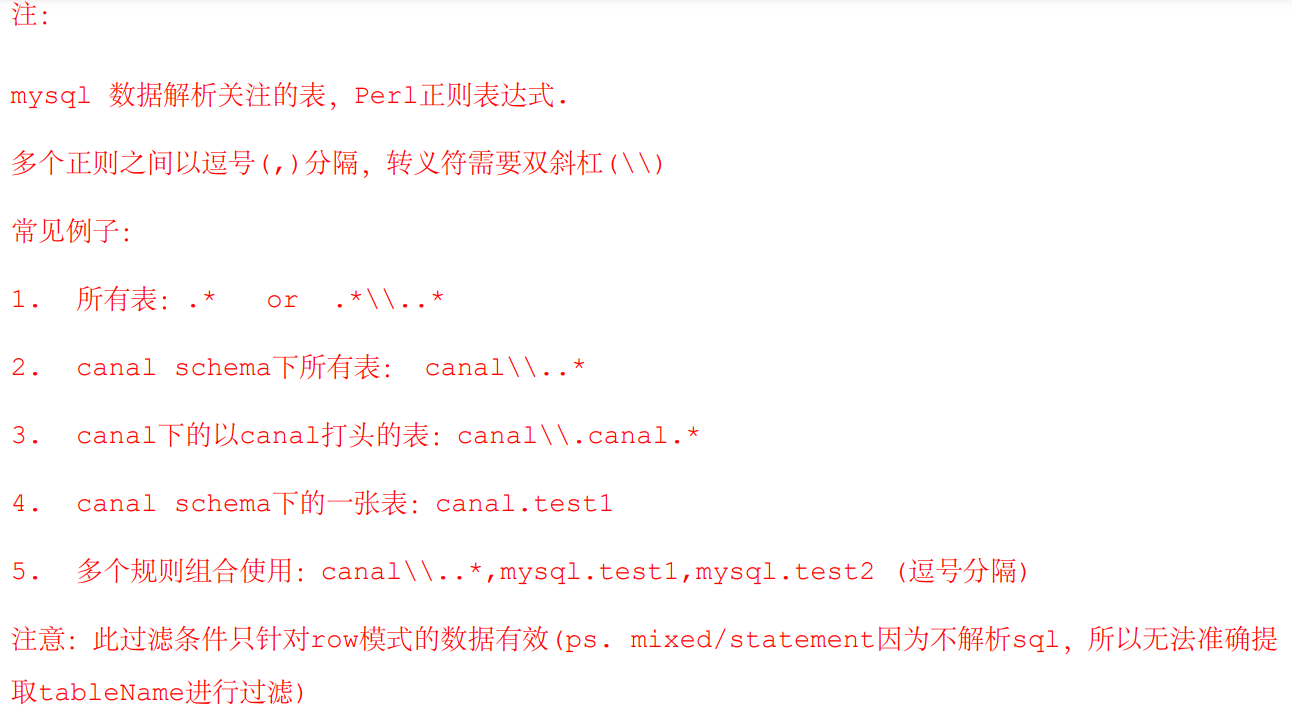 注:
mysql 数据解析关注的表，Perl正则表达式.
多个正则之间以逗号(,)分隔，转义符需要双斜杠(\\)
常见例子：
1.  所有表：.*   or  .*\\..*
2.  canal schema下所有表： canal\\..*
3.  canal下的以canal打头的表：canal\\.canal.*
4.  canal schema下的一张表：canal.test1
5.  多个规则组合使用：canal\\..*,mysql.test1,mysql.test2 (逗号分隔)
注意：此过滤条件只针对row模式的数据有效(ps. mixed/statement因为不解析sql，所以无法准确提
取tableName进行过滤)